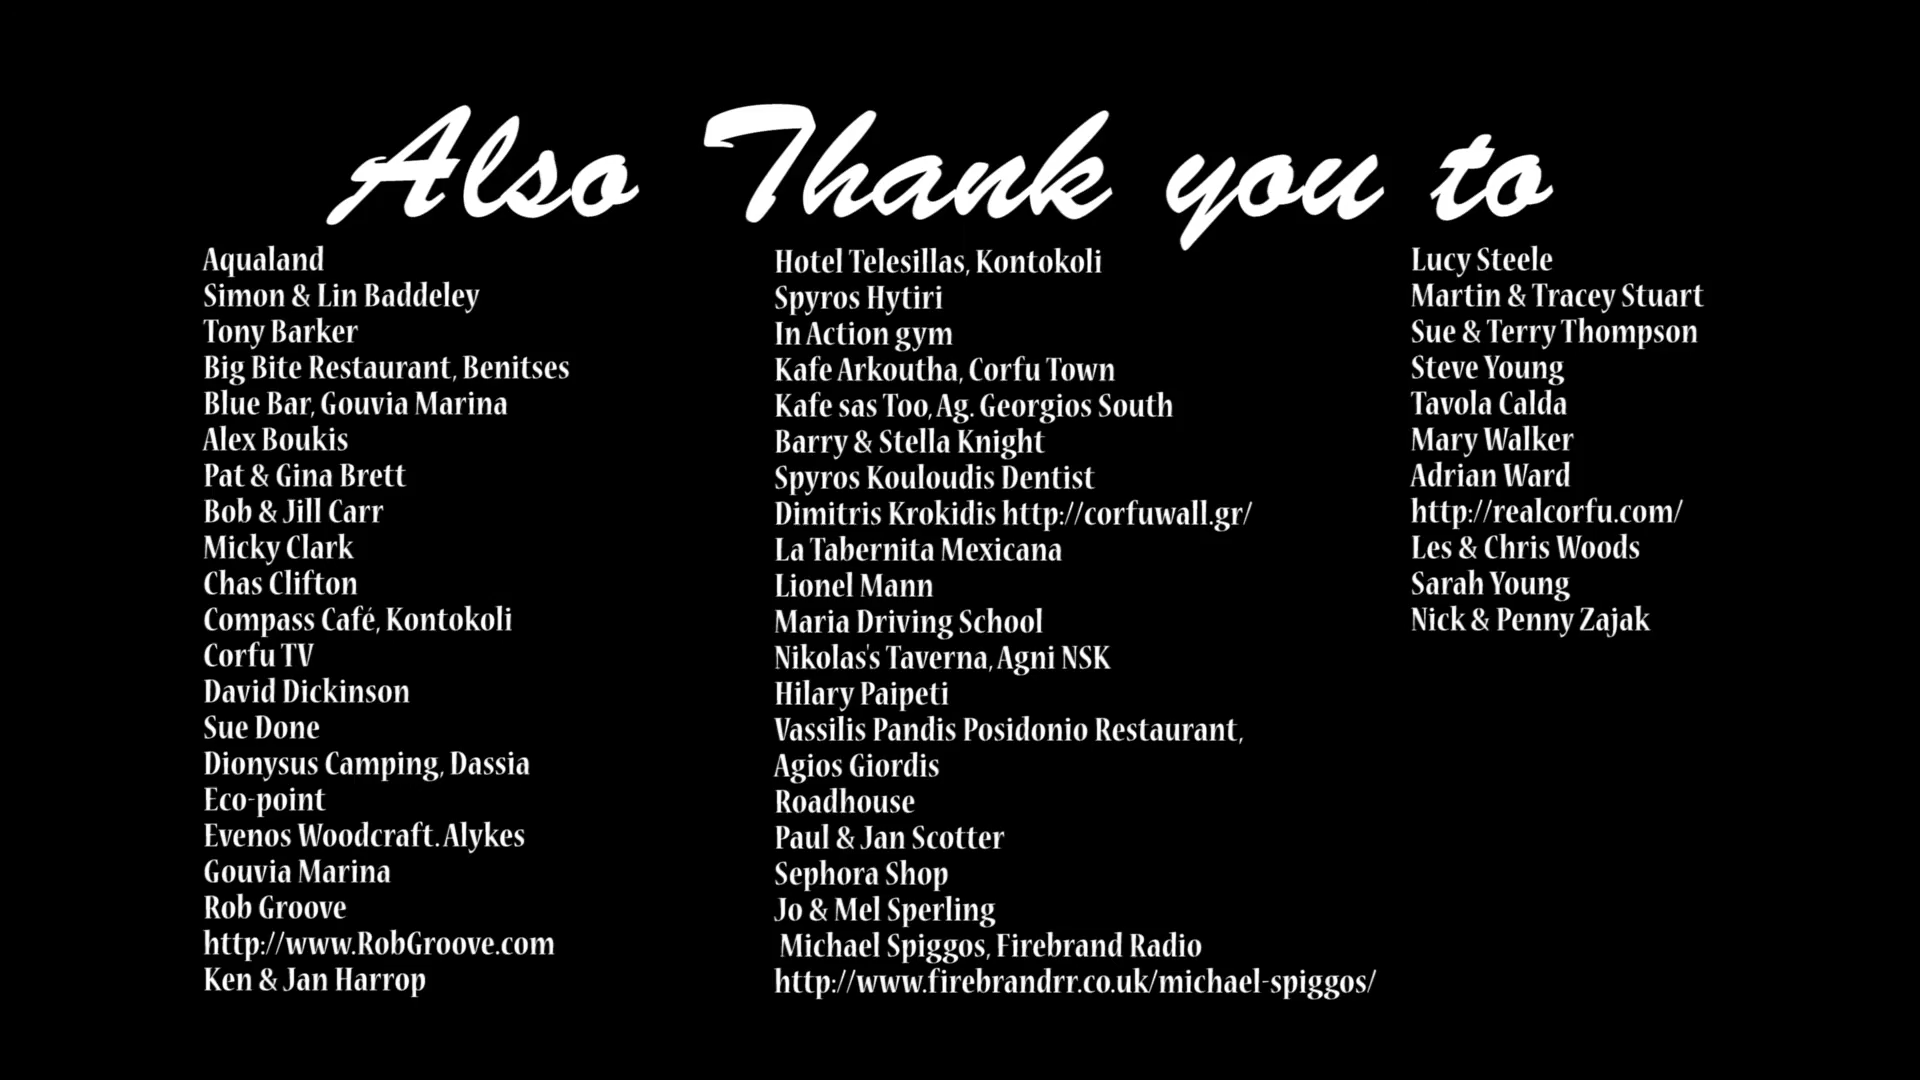 Also Thank you to
Aqualand
Simon & Lin Baddeley
Tony Barker
Big Bite Restaurant, Benitses
Blue Bar, Gouvia Marina
Alex Boukis
Pat & Gina Brett
Bob & Jill Carr
Micky Clark
Chas Clifton
Compass Café, Kontokoli
Corfu TV
David Dickinson
Sue Done
Dionysus Camping, Dassia
Eco-point
Evenos Woodcraft. Alykes
Gouvia Marina
Rob Groove
http://www.RobGroove.com
Ken & Jan Harrop
Hotel Telesillas, Kontokoli
Spyros Hytiri
In Action gym
Kafe Arkoutha, Corfu Town
Kafe sas Too, Ag. Georgios South
Barry & Stella Knight
Spyros Kouloudis Dentist
Dimitris Krokidis http://corfuwall.gr/
La Tabernita Mexicana
Lionel Mann
Maria Driving School
Nikolas's Taverna, Agni NSK
Hilary Paipeti
Vassilis Pandis Posidonio Restaurant,
Agios Giordis
Roadhouse
Paul & Jan Scotter
Sephora Shop
Jo & Mel Sperling
Michael Spiggos, Firebrand Radio
http://www.firebrandrr.co.uk/michael-spiggos/
Lucy Steele
Martin & Tracey Stuart
Sue & Terry Thompson
Steve Young
Tavola Calda
Mary Walker
Adrian Ward
http://realcorfu.com/
Les & Chris Woods
Sarah Young
Nick & Penny Zajak